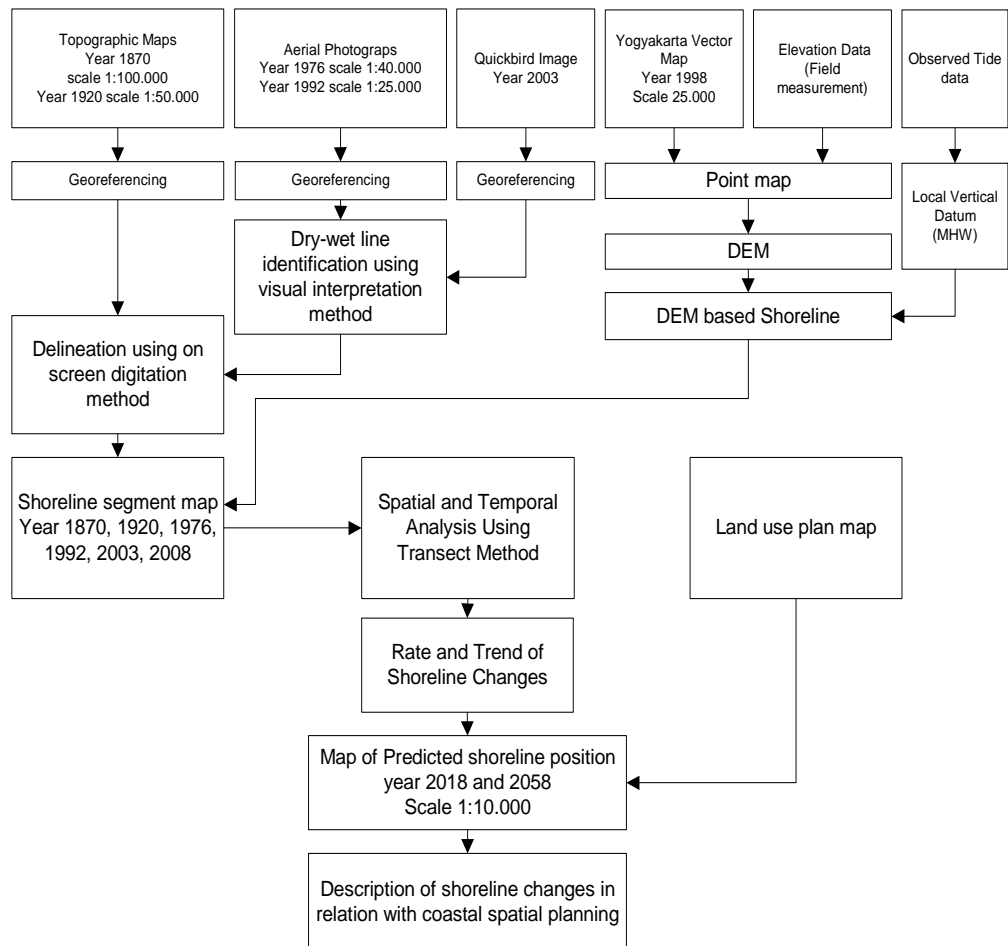 Topographic Maps
Year 1870
scale 1:100.000
Year 1920 scale 1:50.000
Aerial Photograps
Year 1976 scale 1:40.000
Year 1992 scale 1:25.000
Quickbird Image
Year 2003
Yogyakarta Vector
Map
Year 1998
Scale 25.000
Elevation Data
(Field
measurement)
Observed Tide
data
Georeferencing
Georeferencing
Georeferencing
Point map
Local Vertical
Datum
(MHW)
Dry-wet line
identification using
visual interpretation
method
DEM
DEM based Shoreline
Delineation using on
screen digitation
method
Shoreline segment map
Year 1870, 1920, 1976,
1992, 2003, 2008
Spatial and Temporal
Analysis Using
Transect Method
Land use plan map
Rate and Trend of
Shoreline Changes
Map of Predicted shoreline position
year 2018 and 2058
Scale 1:10.000
Description of shoreline changes in
relation with coastal spatial planning